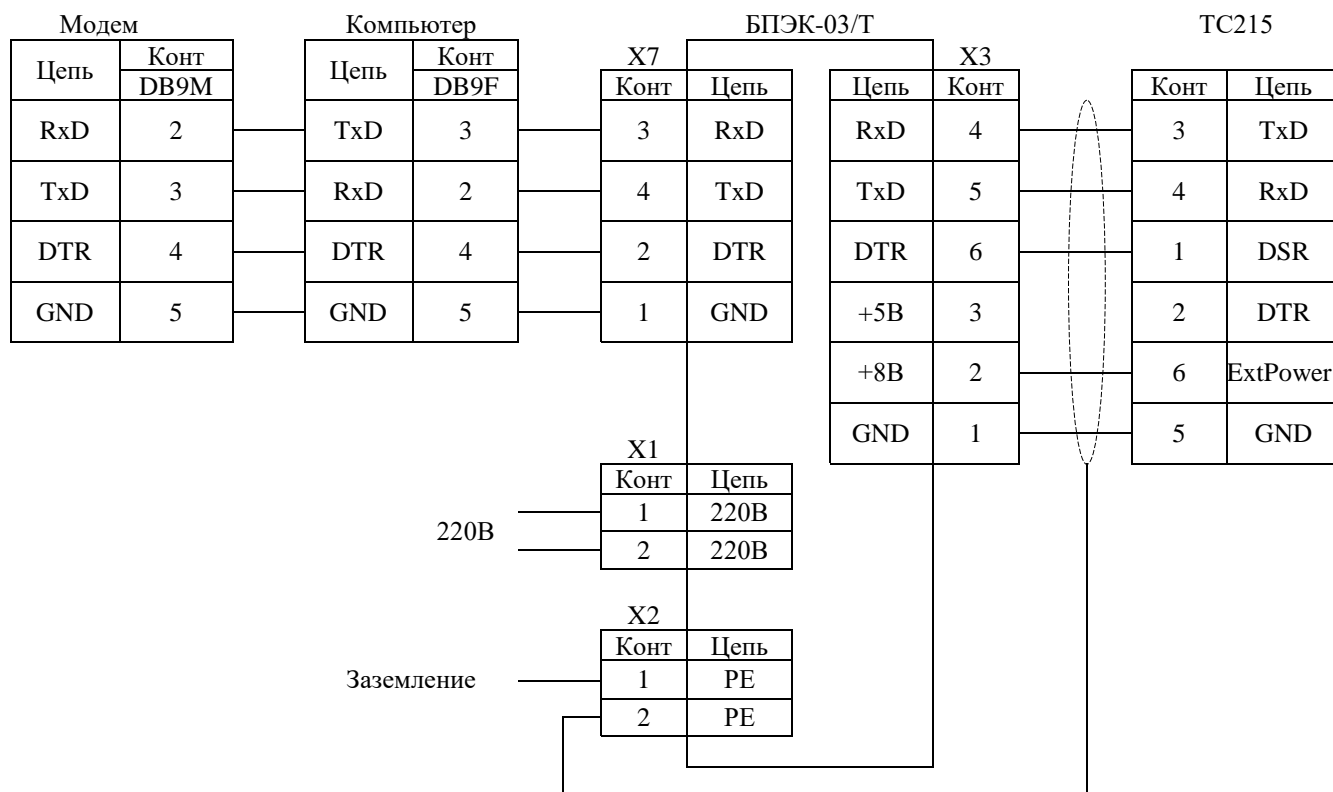 Модем Компьютер БПЭК-03/Т ТС215
Цепь Конт Цепь Конт X7 X3
DB9M DB9F Конт Цепь Цепь Конт Конт Цепь
RxD 2 TxD 3 3 RxD RxD 4 3 TxD
TxD 3 RxD 2 4 TxD TxD 5 4 RxD
DTR 4 DTR 4 2 DTR DTR 6 1 DSR
GND 5 GND 5 1 GND +5В 3 2 DTR
+8В 2 6 ExtPower
GND 1 5 GND
X1
Конт Цепь
220В 1 220В
2 220В
X2
Конт Цепь
Заземление 1 PE
2 PE